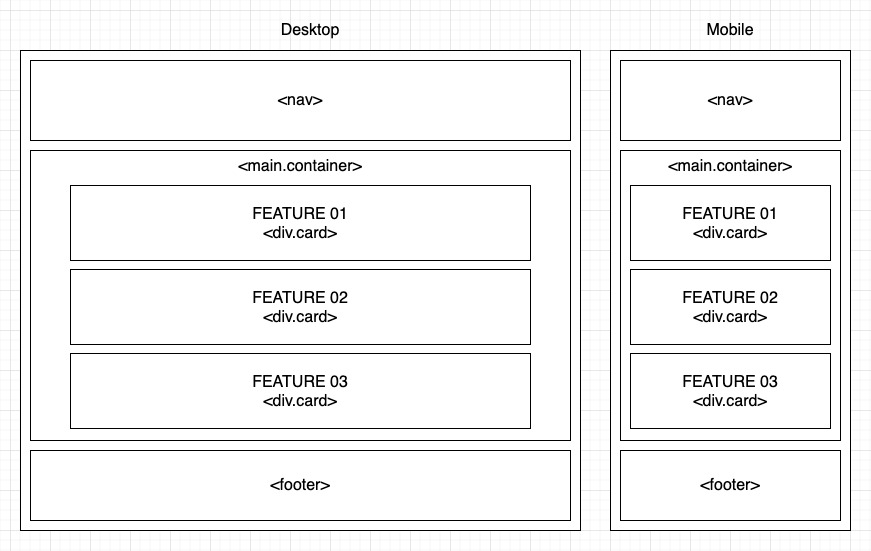 Desktop
<nav>
<main.container>
FEATURE 01
<div.card>
FEATURE 02
<div.card>
FEATURE 03
<div.card>
<footer>
Mobile
<nav>
<main.container>
FEATURE 01
<div.card>
FEATURE 02
<div.card>
FEATURE 03
<div.card>
<footer>